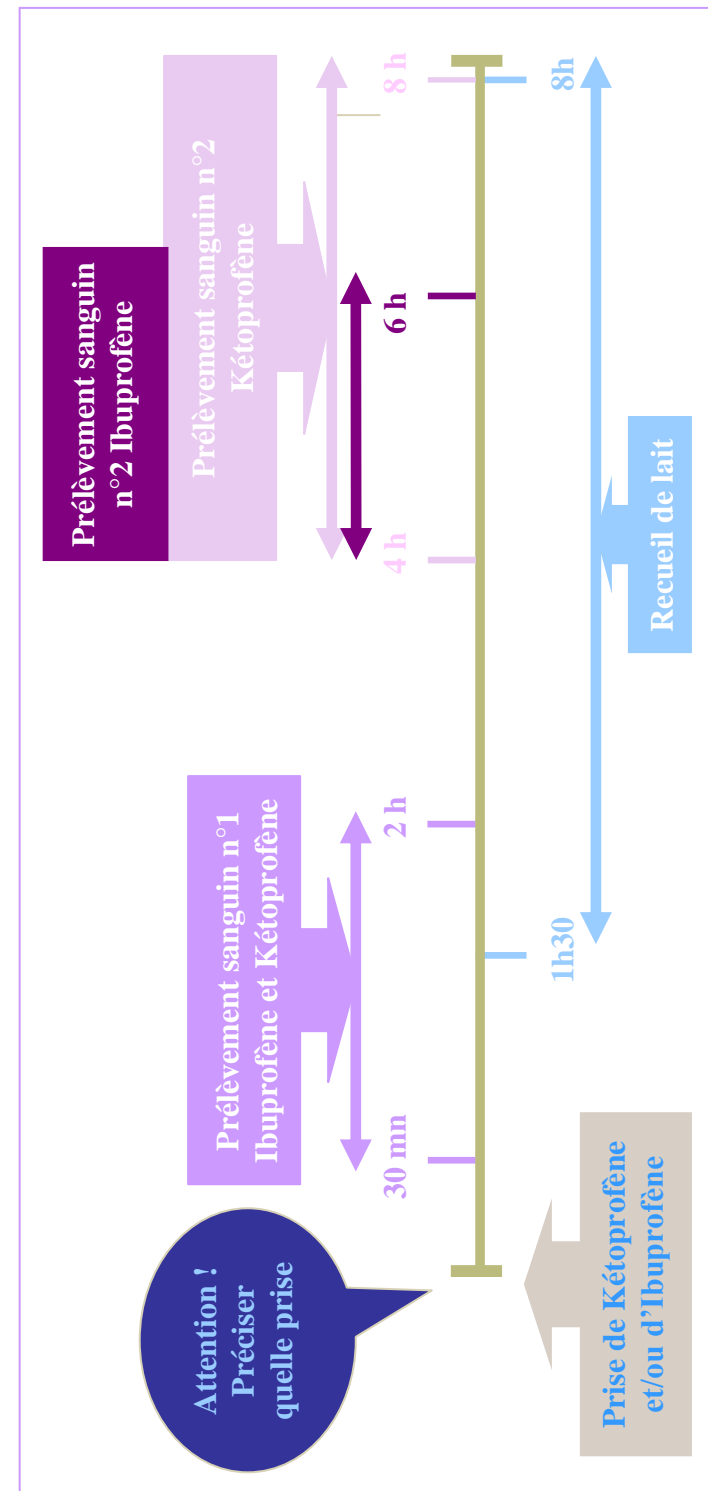 Attention !
Préciser
quelle prise
Prélèvement sanguin n°1
Ibuprofène et Kétoprofène
Prélèvement sanguin
n°2 Ibuprofène
Prélèvement sanguin n°2
Kétoprofène
30 mn
2 h
4 h
6 h
8 h
1h30
8h
Prise de Kétoprofène
et/ou d’Ibuprofène
Recueil de lait